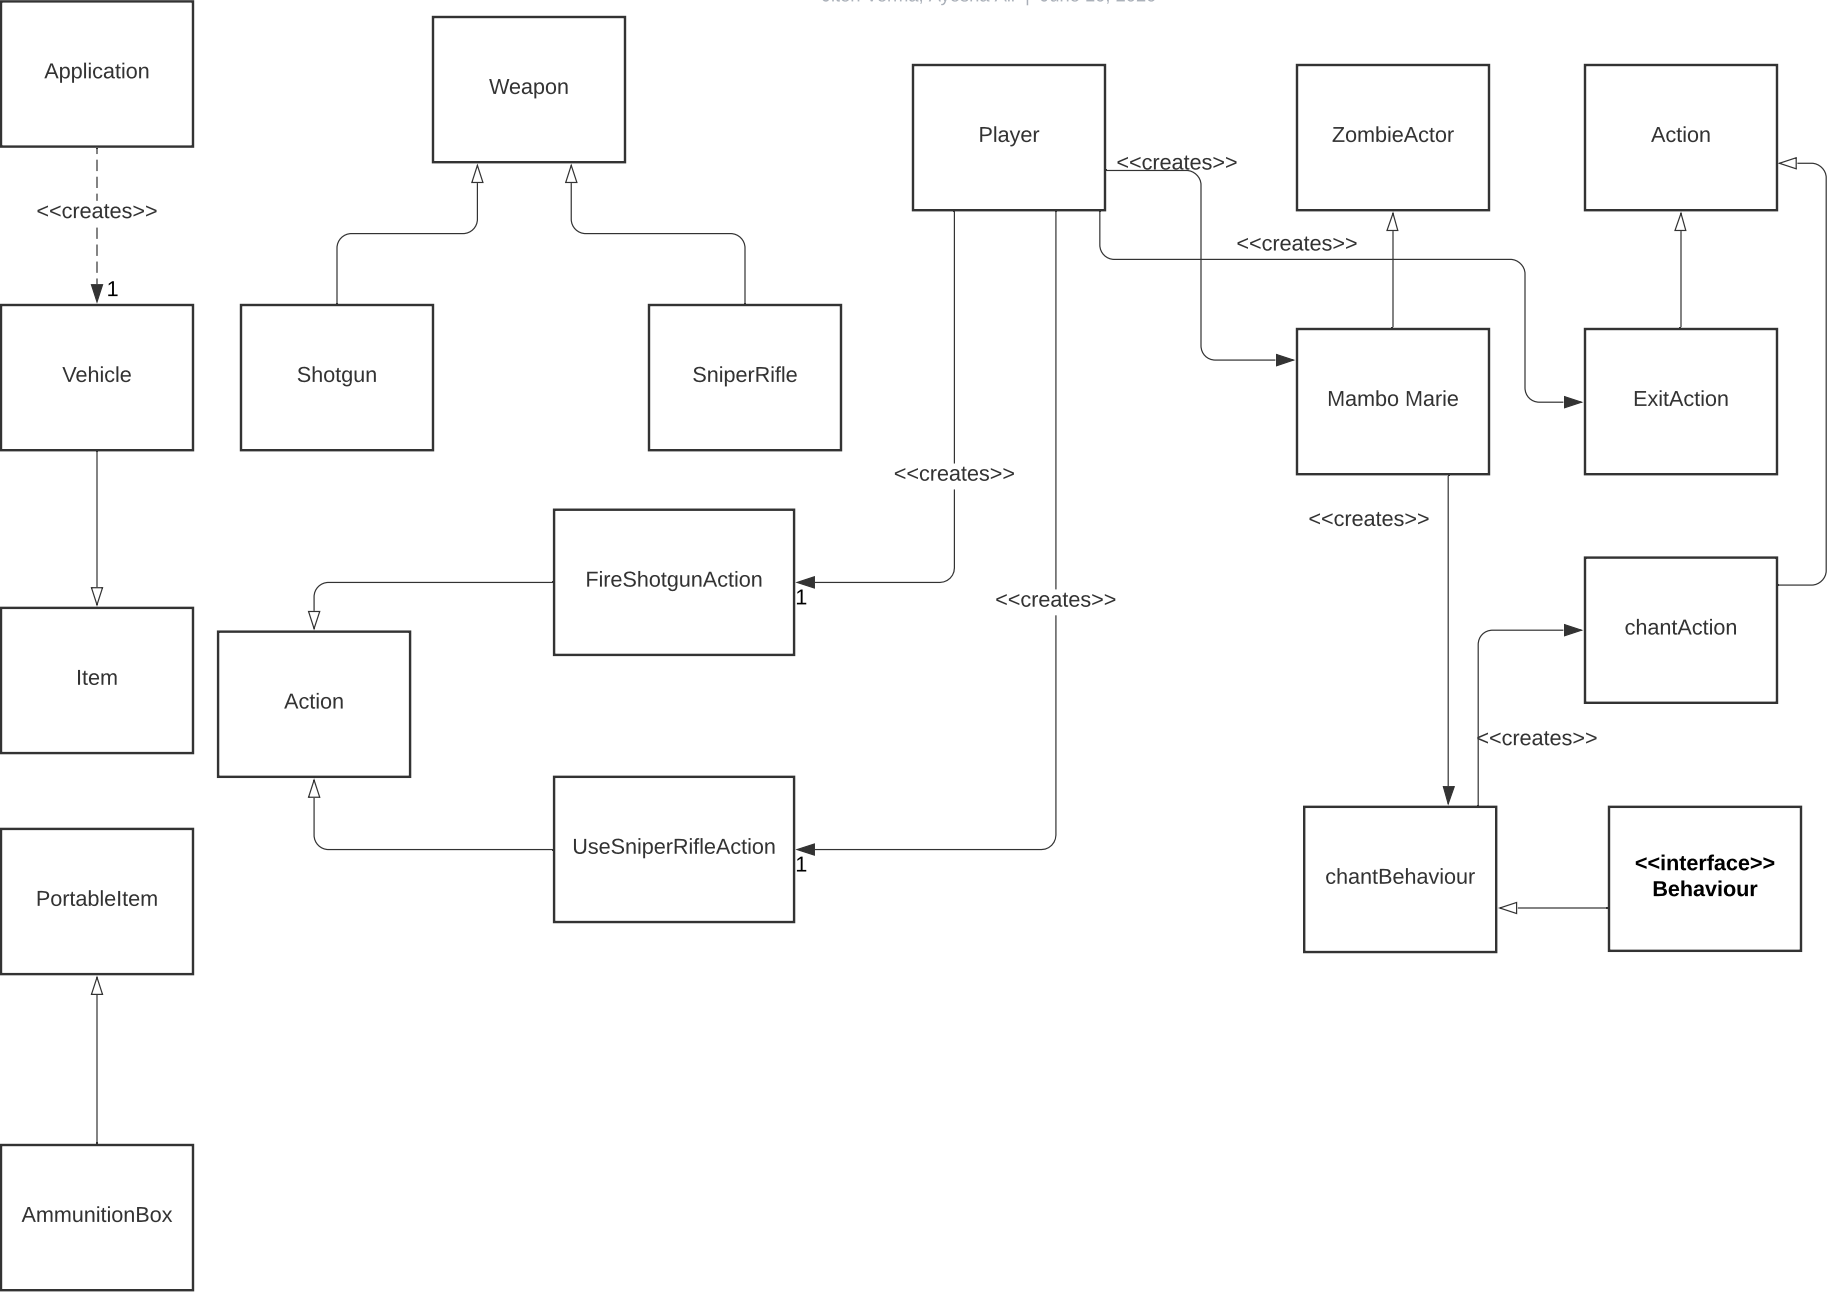 Application
Weapon
Player
ZombieActor
Action
<<creates>>
<<creates>>
<<creates>>
1
Vehicle
Shotgun
SniperRifle
Mambo Marie
ExitAction
<<creates>>
<<creates>>
FireShotgunAction
1
<<creates>>
chantAction
Item
Action
<<creates>>
UseSniperRifleAction
1
chantBehaviour
<<interface>>
Behaviour
PortableItem
AmmunitionBox